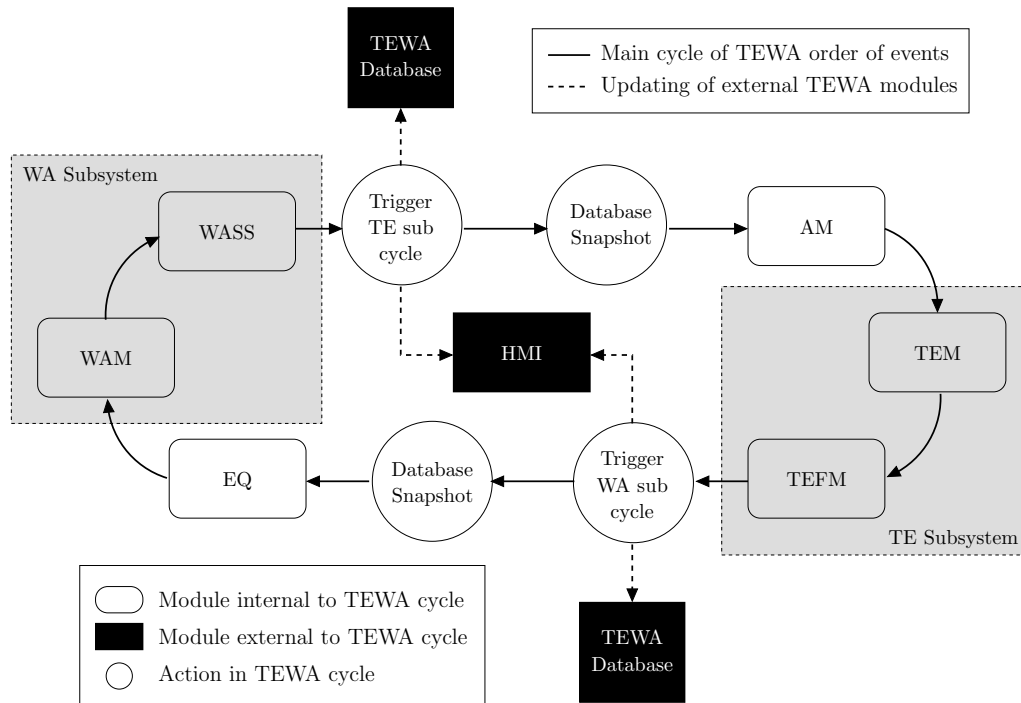 TEWA
Database
Main cycle of TEWA order of events
Updating of external TEWA modules
WA Subsystem
WASS
Trigger
TE sub
cycle
Database
Snapshot
AM
WAM
HMI
TEM
EQ
Database
Snapshot
Trigger
WA sub
cycle
TEFM
TE Subsystem
Module internal to TEWA cycle
Module external to TEWA cycle
Action in TEWA cycle
TEWA
Database